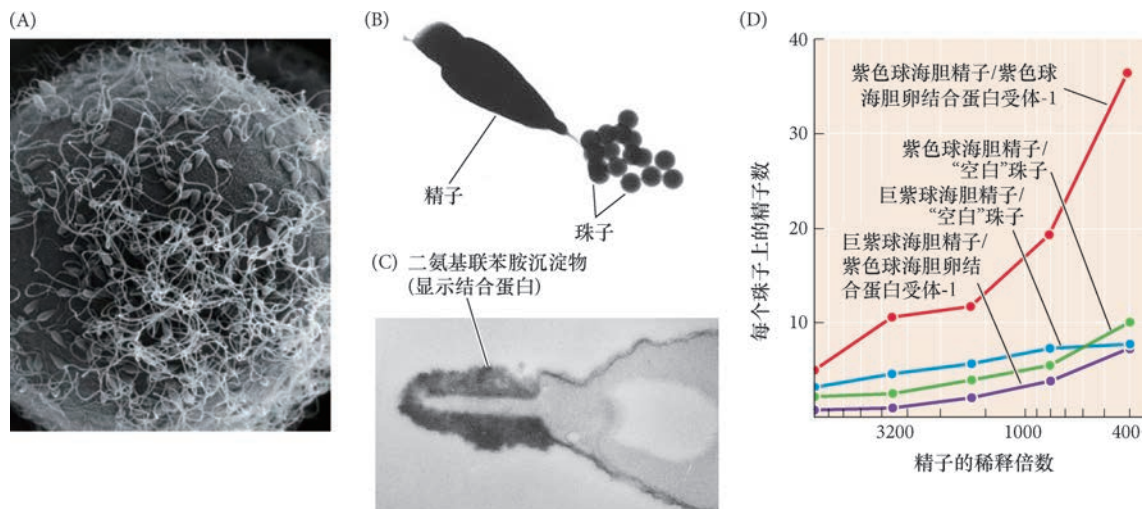 (A)
(B)
精子
珠子
(C) 二氨基联苯胺沉淀物
(显示结合蛋白)
(D)
每个珠子上的精子数
40
30
20
10
紫色球海胆精子/紫色球
海胆卵结合蛋白受体-1
紫色球海胆精子/
“空白”珠子
巨紫球海胆精子/
“空白”珠子
巨紫球海胆精子/
紫色球海胆卵结
合蛋白受体-1
3200
1000
400
精子的稀释倍数